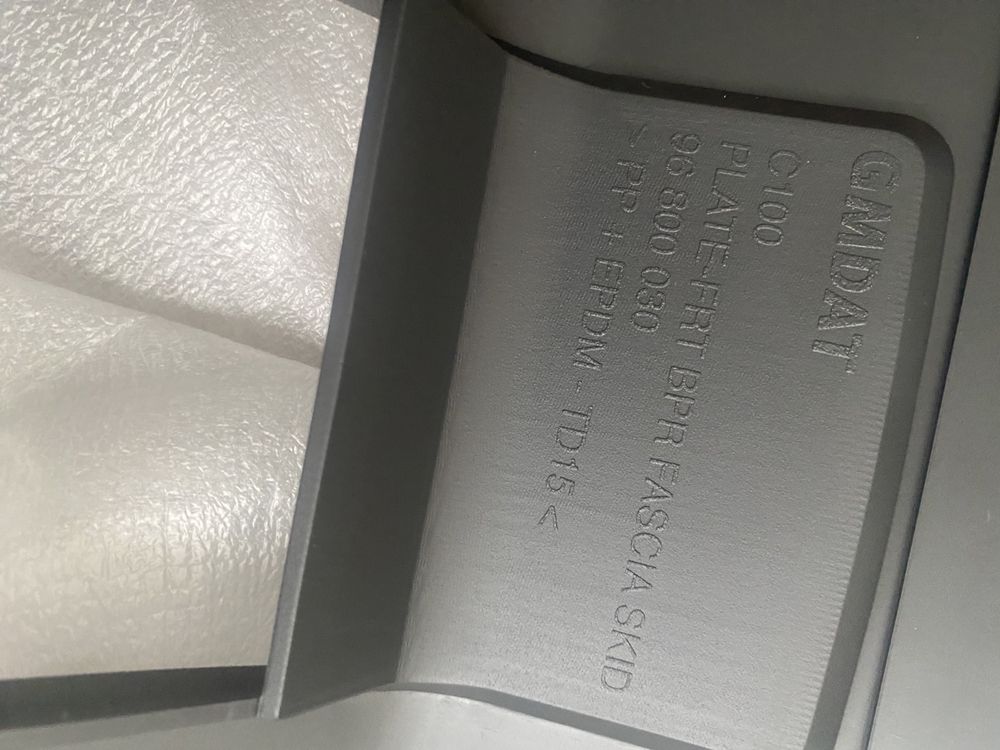 GMDAT
C100
PLATE-FRT BPR FASCIA SKID
96 800 030
> PP + EPDM - TD15 <